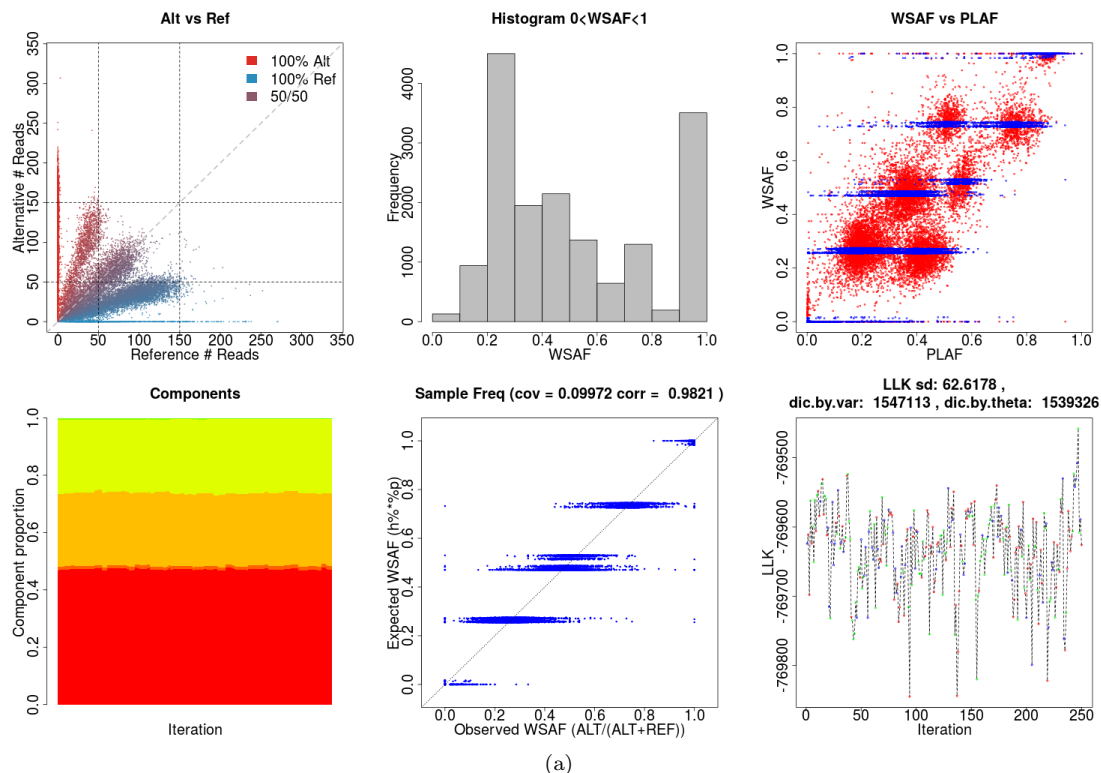 Alt vs Ref
350
300
250
200
150
100
50
0
Alternative # Reads
100% Alt
100% Ref
50/50
0 50 100 150 200 250 300 350
Reference # Reads
Histogram 0<WSAF<1
4000
2000
1000
0
Frequency
0.0 0.2 0.4 0.6 0.8 1.0
WSAF
WSAF vs PLAF
1.0
0.8
0.6
0.4
0.2
0.0
WSAF
0.0 0.2 0.4 0.6 0.8 1.0
PLAF
Components
1.0
0.8
0.6
0.4
0.2
0.0
Component proportion
Iteration
Sample Freq (cov = 0.09972 corr = 0.9821 )
1.0
0.8
0.6
0.4
0.2
0.0
Expected WSAF (h%*%p)
0.0 0.2 0.4 0.6 0.8 1.0
Observed WSAF (ALT/(ALT+REF))
LLK sd: 62.6178 ,
dic.by.var: 1547113 , dic.by.theta: 1539326
-769500
-769600
-769700
-769800
LLK
0 50 100 150 200 250
Iteration
(a)